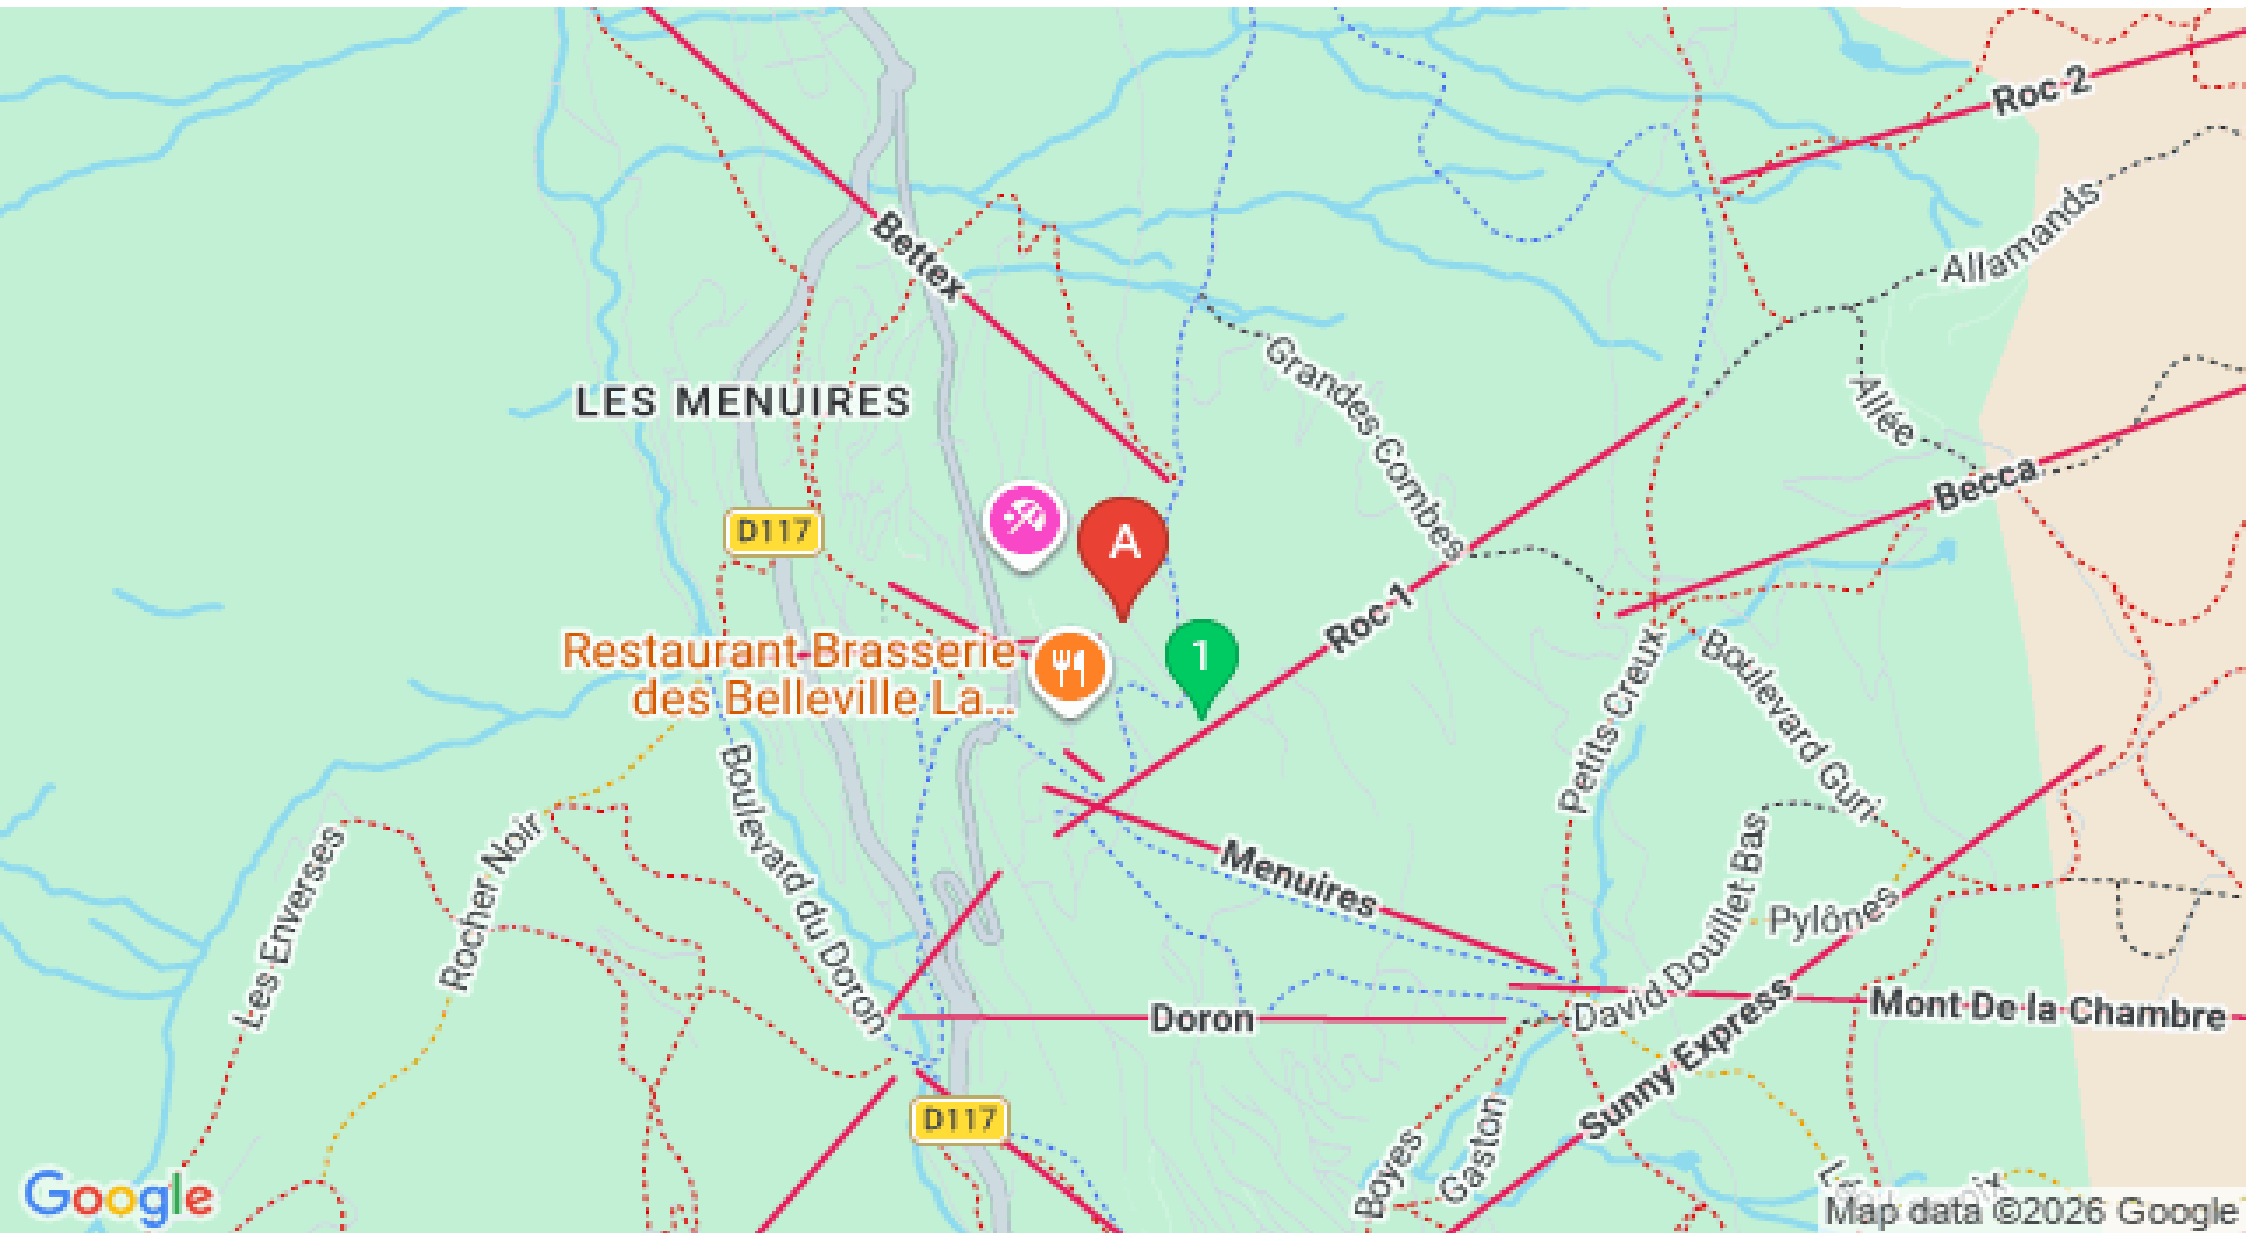 Roc 2
Allamands
Bettex
Grandes Combes
Allée
LES MENUIRES
Becca
D117
A
Roc 1
1
Restaurant Brasserie
des Belleville La...
Petits Creux
Boulevard Guri
Boulevard du Doron
Les Enverses
Rocher Noir
Menuires
David Douillet Bas
Pylônes
Doron
Mont De la Chambre
Sunny Express
D117
Boyes
Gaston
Google
Map data ©2026 Google